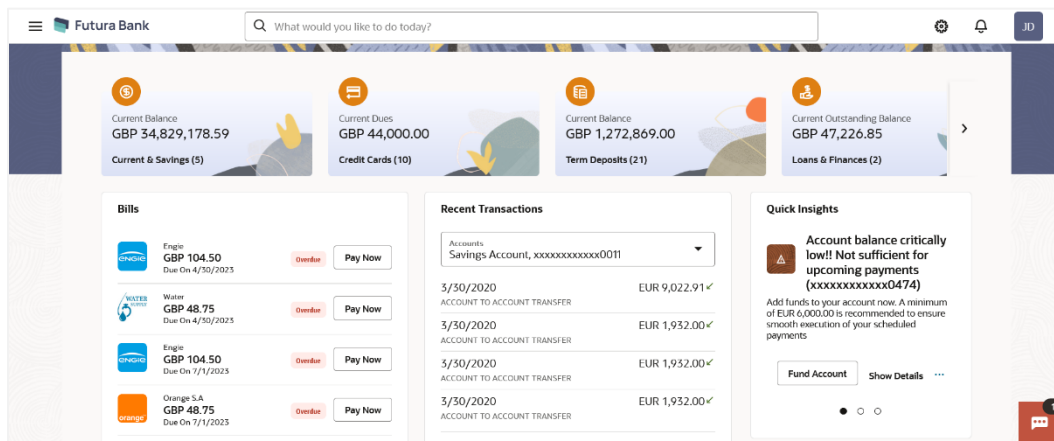 Futura Bank
What would you like to do today?
JD
Current Balance
GBP 34,829,178.59
Current & Savings (5)
Current Dues
GBP 44,000.00
Credit Cards (10)
Current Balance
GBP 1,272,869.00
Term Deposits (21)
Current Outstanding Balance
GBP 47,226.85
Loans & Finances (2)
Bills
ENGIE
Engie
GBP 104.50
Due On 4/30/2023
Overdue
Pay Now
WATER
Water
GBP 48.75
Due On 4/30/2023
Overdue
Pay Now
ENGIE
Engie
GBP 104.50
Due On 7/1/2023
Overdue
Pay Now
orange
Orange S.A
GBP 48.75
Due On 7/1/2023
Overdue
Pay Now
Recent Transactions
Accounts
Savings Account, xxxxxxxxxxxx0011
3/30/2020 EUR 9,022.91
ACCOUNT TO ACCOUNT TRANSFER
3/30/2020 EUR 1,932.00
ACCOUNT TO ACCOUNT TRANSFER
3/30/2020 EUR 1,932.00
ACCOUNT TO ACCOUNT TRANSFER
3/30/2020 EUR 1,932.00
ACCOUNT TO ACCOUNT TRANSFER
Quick Insights
Account balance critically
low!! Not sufficient for
upcoming payments
(xxxxxxxxxxxx0474)
Add funds to your account now. A minimum
of EUR 6,000.00 is recommended to ensure
smooth execution of your scheduled
payments
Fund Account
Show Details